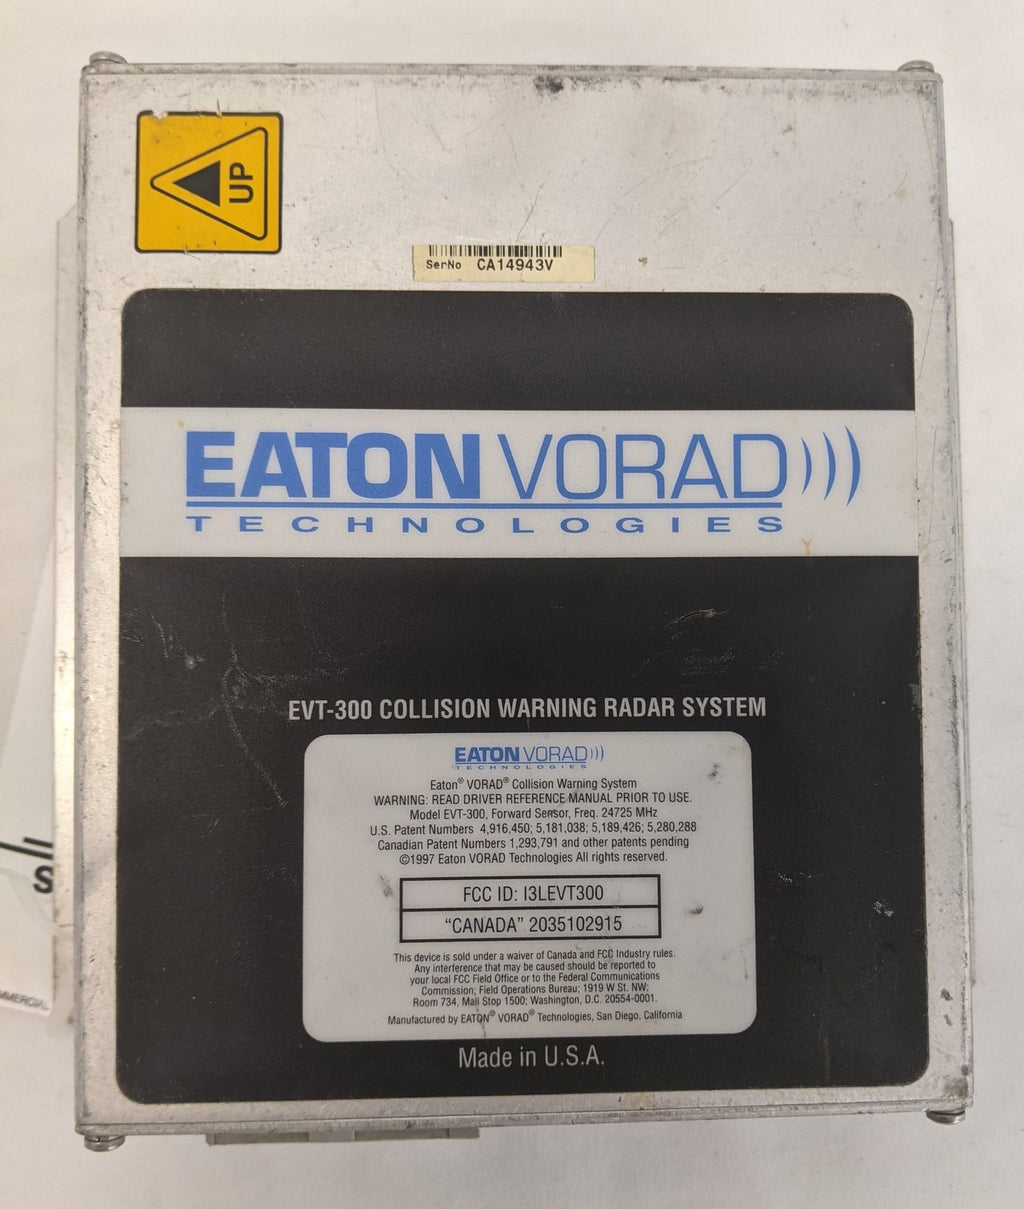 UP
SerNo CA14943V
EATON VORAD
TECHNOLOGIES
EVT-300 COLLISION WARNING RADAR SYSTEM
EATON VORAD
TECHNOLOGIES
Eaton® VORAD® Collision Warning System
WARNING: READ DRIVER REFERENCE MANUAL PRIOR TO USE.
Model EVT-300, Forward Sensor, Freq. 24725 MHz
U.S. Patent Numbers 4,916,450; 5,181,038; 5,189,426; 5,280,288
Canadian Patent Numbers 1,293,791 and other patents pending
©1997 Eaton VORAD Technologies All rights reserved.
FCC ID: I3LEVT300
"CANADA" 2035102915
This device is sold under a waiver of Canada and FCC Industry rules.
Any interference that may be caused should be reported to
your local FCC Field Office or to the Federal Communications
Commission; Field Operations Bureau; 1919 W St. NW;
Room 734, Mail Stop 1500; Washington, D.C. 20554-0001.
Manufactured by EATON® VORAD® Technologies, San Diego, California
Made in U.S.A.